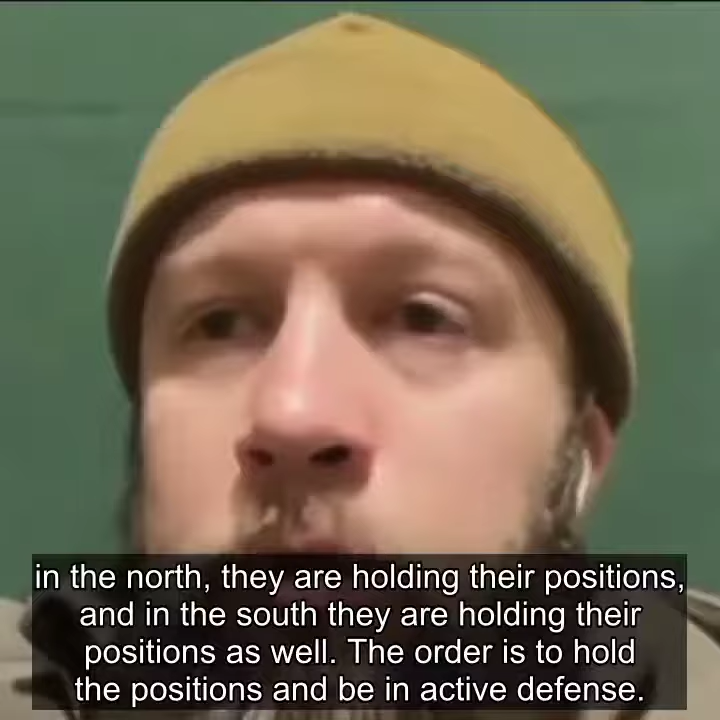 in the north, they are holding their positions,
and in the south they are holding their
positions as well. The order is to hold
the positions and be in active defense.